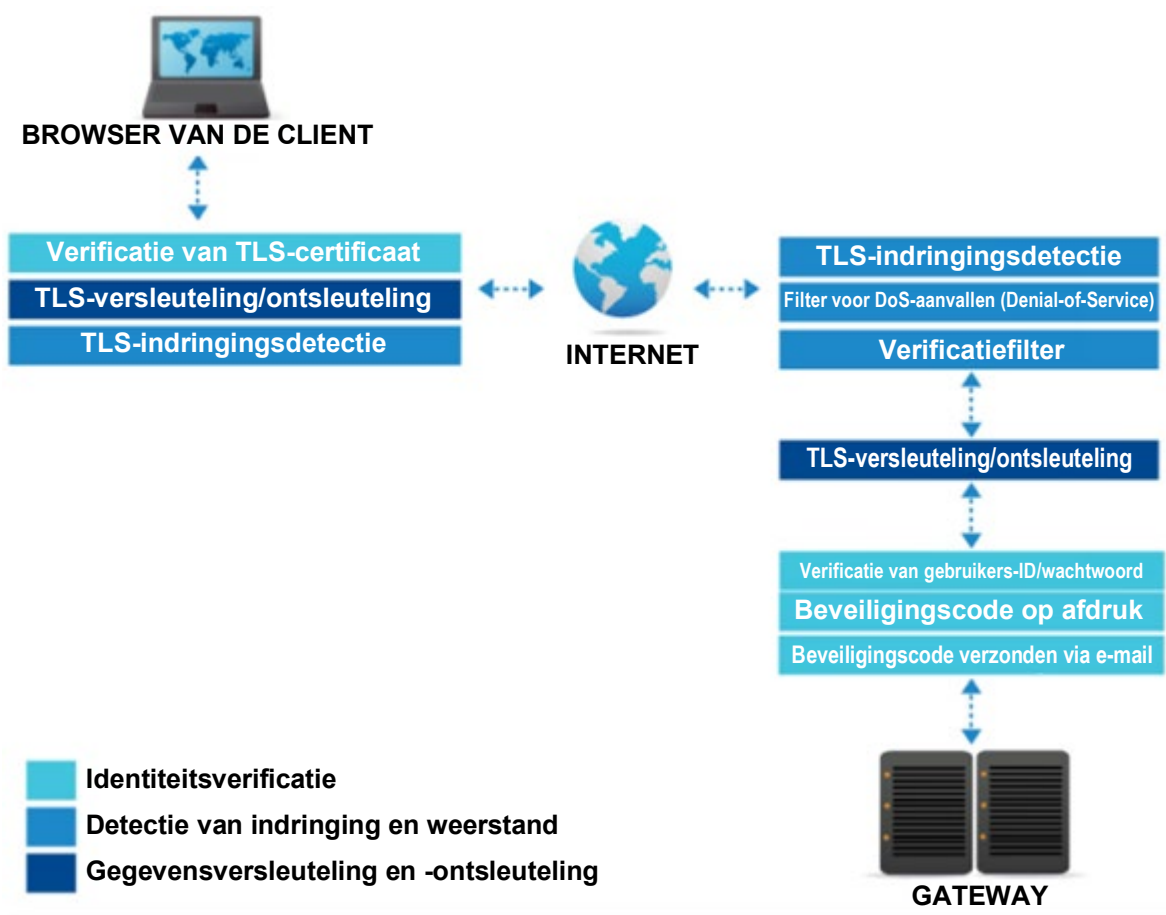 BROWSER VAN DE CLIENT
Verificatie van TLS-certificaat
TLS-versleuteling/ontsleuteling
TLS-indringingsdetectie
INTERNET
TLS-indringingsdetectie
Filter voor DoS-aanvallen (Denial-of-Service)
Verificatiefilter
TLS-versleuteling/ontsleuteling
Verificatie van gebruikers-ID/wachtwoord
Beveiligingscode op afdruk
Beveiligingscode verzonden via e-mail
GATEWAY
Identiteitsverificatie
Detectie van indringing en weerstand
Gegevensversleuteling en -ontsleuteling